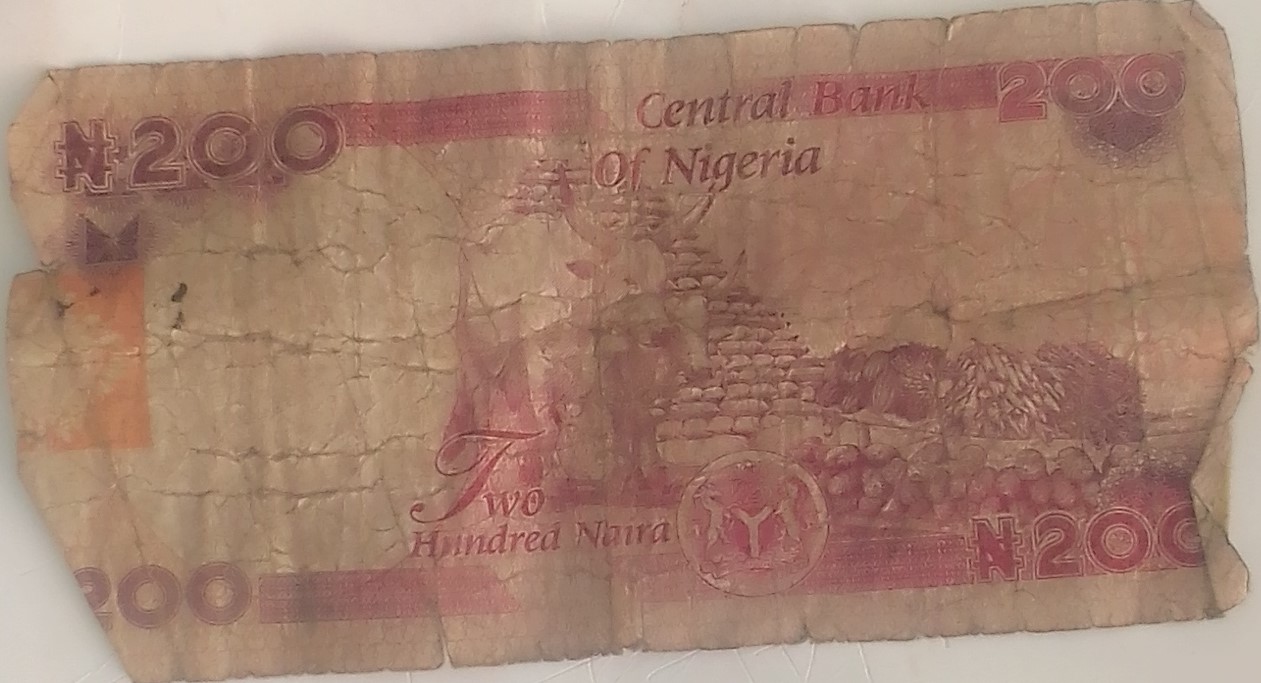 ₦200
Central Bank
Of Nigeria
200
Two
Hundred Naira
200
₦200